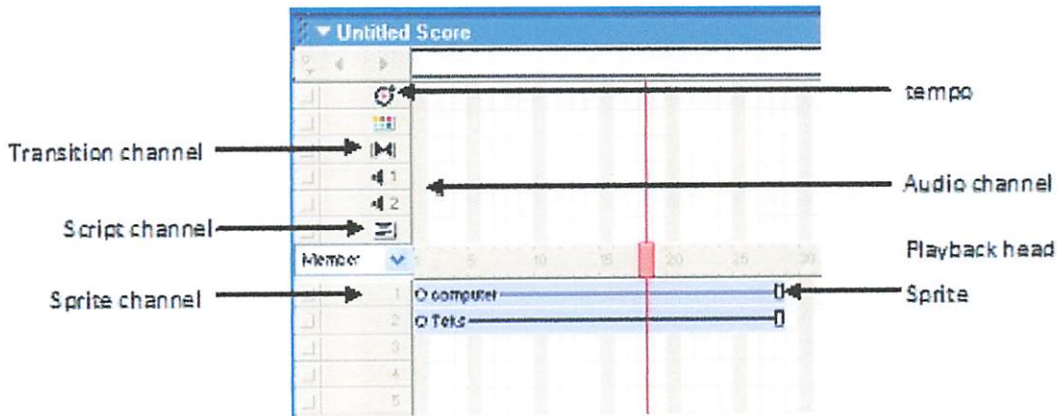 Untitled Score
tempo
Transition channel
1
Audio channel
2
Script channel
Member
5 10 15 20 25 30
Playback head
Sprite channel
1 computer
Sprite
2 Teks
3
4
5